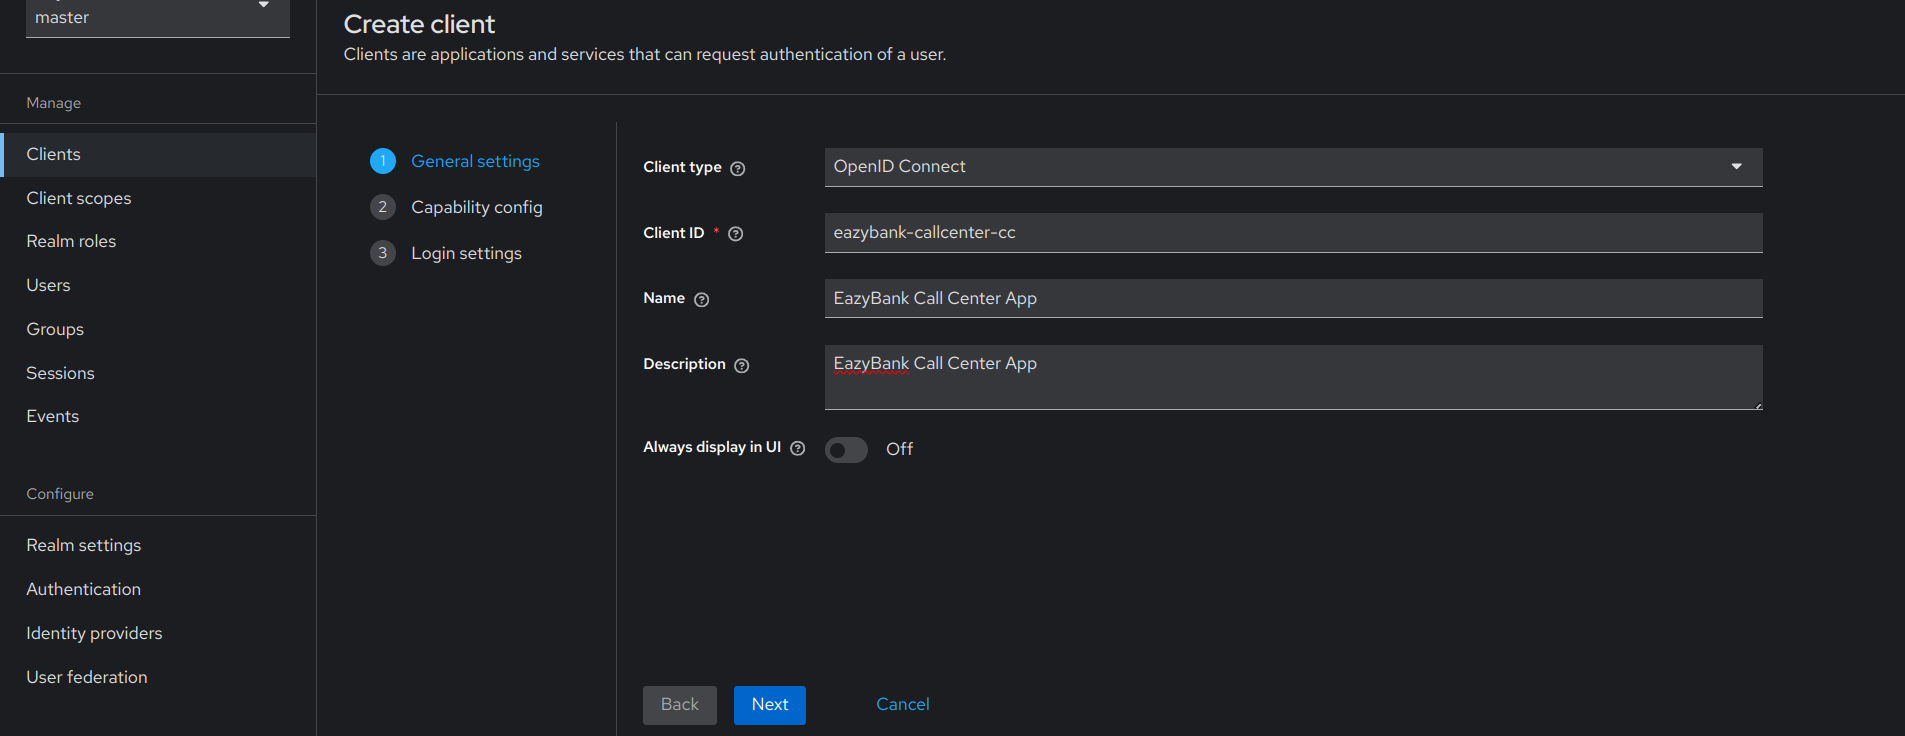 master
Manage
Clients
Client scopes
Realm roles
Users
Groups
Sessions
Events
Configure
Realm settings
Authentication
Identity providers
User federation
Create client
Clients are applications and services that can request authentication of a user.
1 General settings
2 Capability config
3 Login settings
Client type ? OpenID Connect
Client ID * ? eazybank-callcenter-cc
Name ? EazyBank Call Center App
Description ? EazyBank Call Center App
Always display in UI ? Off
Back Next Cancel